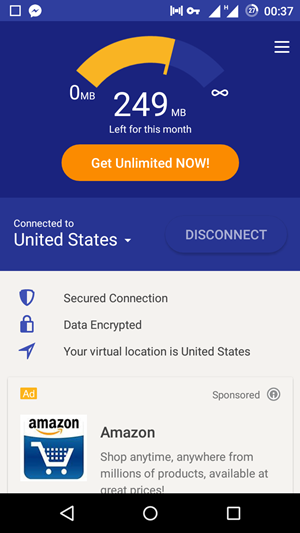 H 27 00:37
0MB
249 MB
∞
Left for this month
Get Unlimited NOW!
Connected to
United States
DISCONNECT
Secured Connection
Data Encrypted
Your virtual location is United States
Ad
Sponsored
amazon
Amazon
Shop anytime, anywhere from
millions of products, available at
great prices!